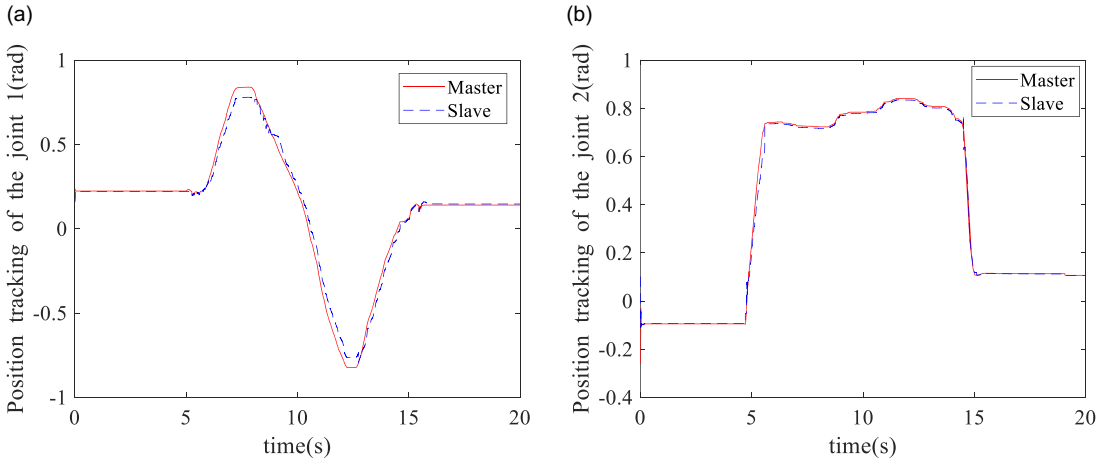 (a)
Position tracking of the joint 1(rad)
1
0.5
0
-0.5
-1
0
5
10
15
20
time(s)
Master
Slave
(b)
Position tracking of the joint 2(rad)
1
0.8
0.6
0.4
0.2
0
-0.2
-0.4
0
5
10
15
20
time(s)
Master
Slave